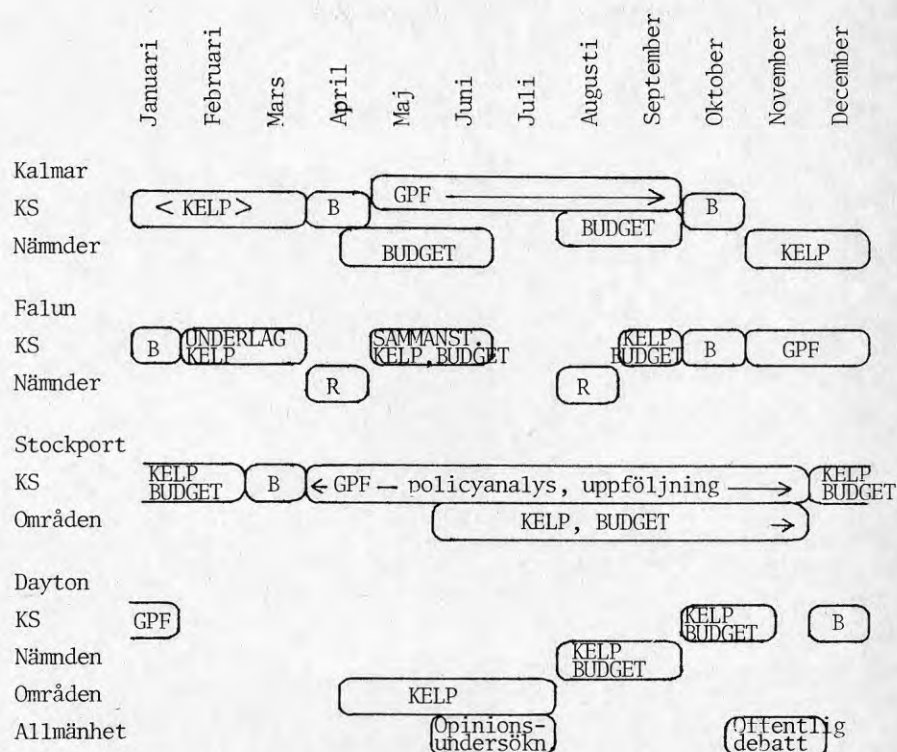 Januari Februari Mars April Maj Juni Juli Augusti September Oktober November December
Kalmar
KS < KELP > B GPF → B
BUDGET
Nämnder BUDGET KELP
Falun
KS B UNDERLAG KELP SAMMANST. KELP, BUDGET KELP BUDGET B GPF
Nämnder R R
Stockport
KS KELP BUDGET B ← GPF — policyanalys, uppföljning → KELP BUDGET
Områden KELP, BUDGET →
Dayton
KS GPF KELP BUDGET B
Nämnden KELP BUDGET
Områden KELP
Allmänhet Opinions- undersökn. Offentlig debatt